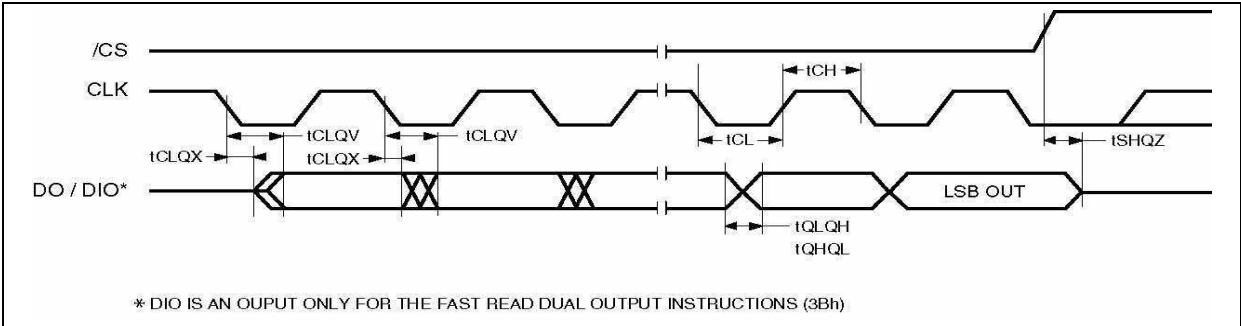 /CS
CLK
tCH
tCLQV
tCLQV
tCL
tSHQZ
tCLQX
tCLQX
DO / DIO*
LSB OUT
tQLQH
tQHQL
* DIO IS AN OUPUT ONLY FOR THE FAST READ DUAL OUTPUT INSTRUCTIONS (3Bh)